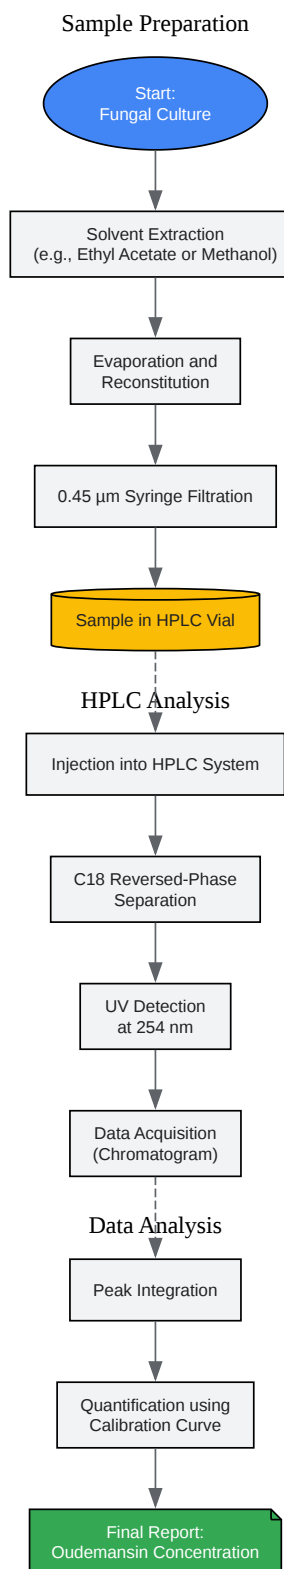 Sample Preparation
Start:
Fungal Culture
Solvent Extraction
(e.g., Ethyl Acetate or Methanol)
Evaporation and
Reconstitution
0.45 µm Syringe Filtration
Sample in HPLC Vial
HPLC Analysis
Injection into HPLC System
C18 Reversed-Phase
Separation
UV Detection
at 254 nm
Data Acquisition
(Chromatogram)
Data Analysis
Peak Integration
Quantification using
Calibration Curve
Final Report:
Oudemansin Concentration